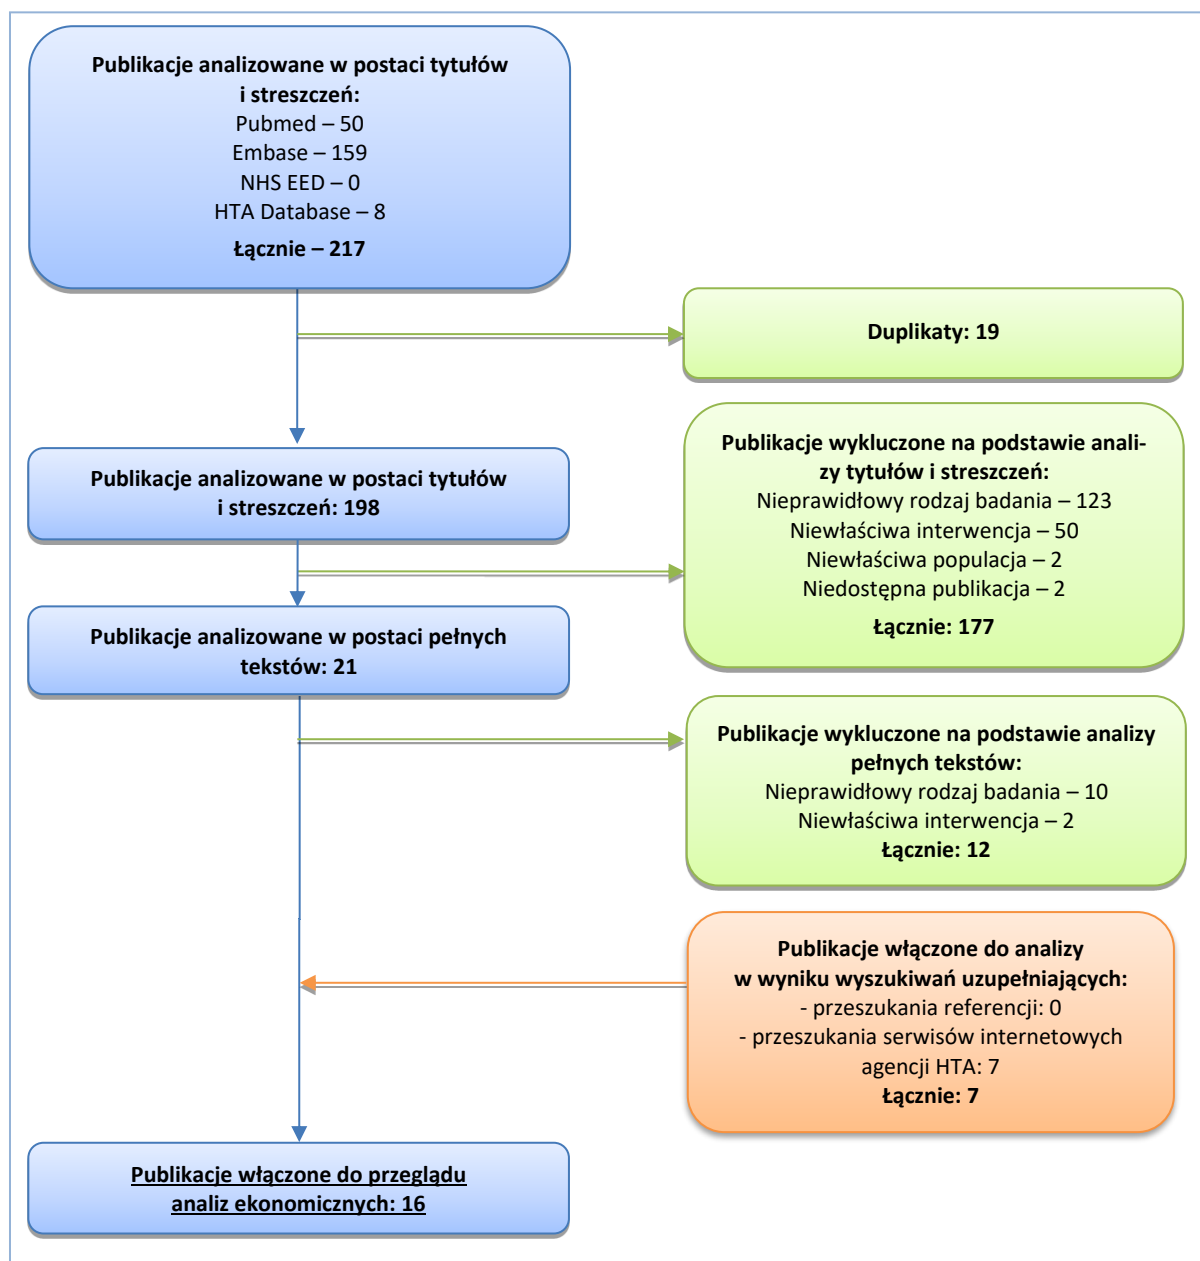 Publikacje analizowane w postaci tytułów
i streszczeń:
Pubmed – 50
Embase – 159
NHS EED – 0
HTA Database – 8
Łącznie – 217
Duplikaty: 19
Publikacje analizowane w postaci tytułów
i streszczeń: 198
Publikacje wykluczone na podstawie anali-
zy tytułów i streszczeń:
Nieprawidłowy rodzaj badania – 123
Niewłaściwa interwencja – 50
Niewłaściwa populacja – 2
Niedostępna publikacja – 2
Łącznie: 177
Publikacje analizowane w postaci pełnych
tekstów: 21
Publikacje wykluczone na podstawie analizy
pełnych tekstów:
Nieprawidłowy rodzaj badania – 10
Niewłaściwa interwencja – 2
Łącznie: 12
Publikacje włączone do analizy
w wyniku wyszukiwań uzupełniających:
- przeszukania referencji: 0
- przeszukania serwisów internetowych
agencji HTA: 7
Łącznie: 7
Publikacje włączone do przeglądu
analiz ekonomicznych: 16